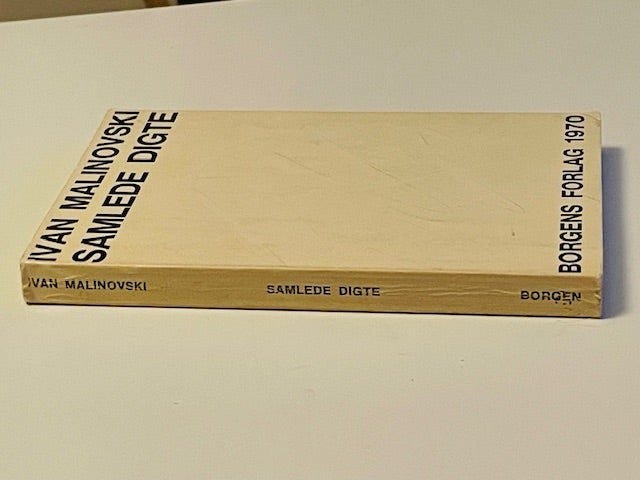 IVAN MALINOVSKI
SAMLEDE DIGTE
BORGENS FORLAG 1970
IVAN MALINOVSKI SAMLEDE DIGTE BORGEN